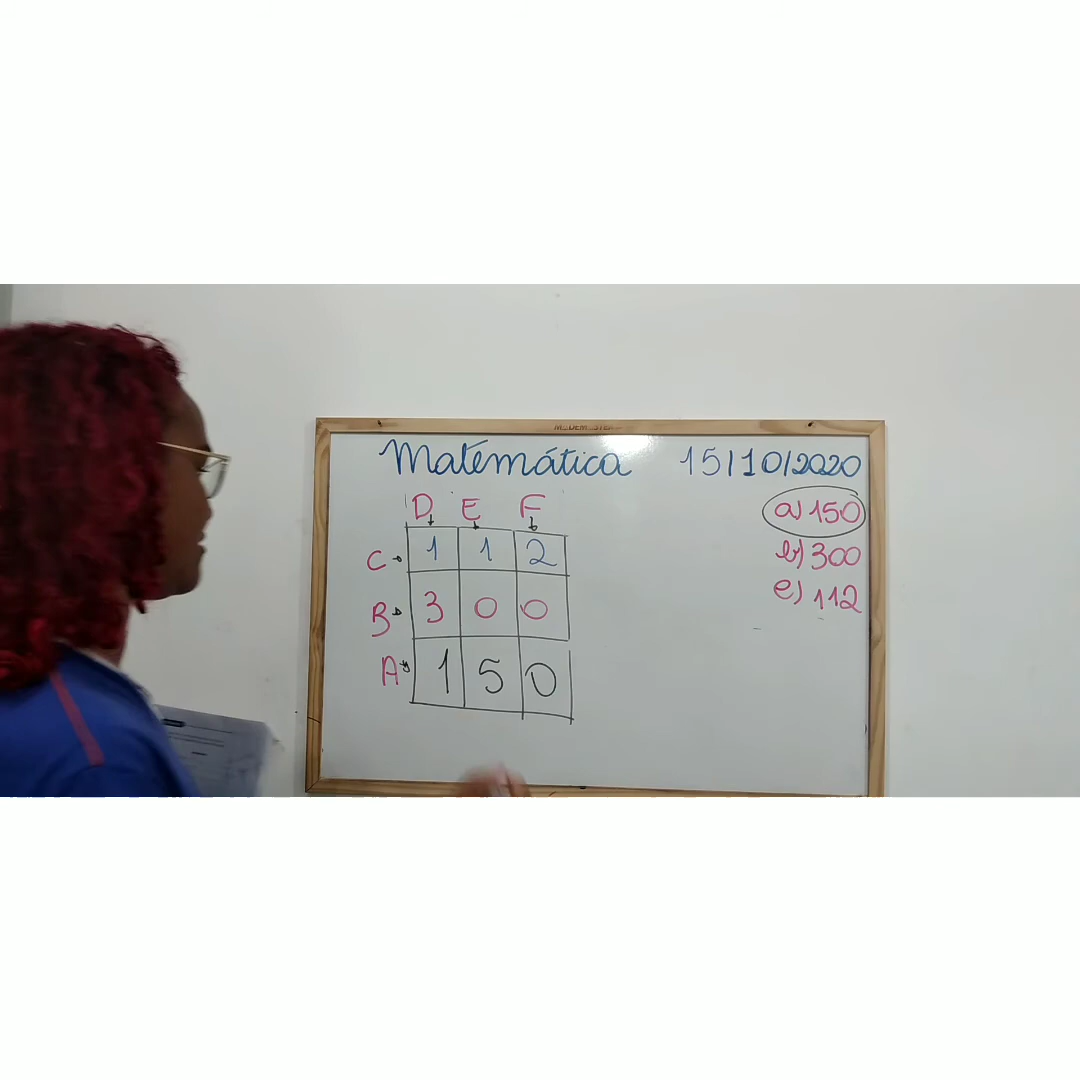 Matemática 15/10/2020
D E F
C 1 1 2
B 3 0 0
A 1 5 0
a) 150
b) 300
c) 112